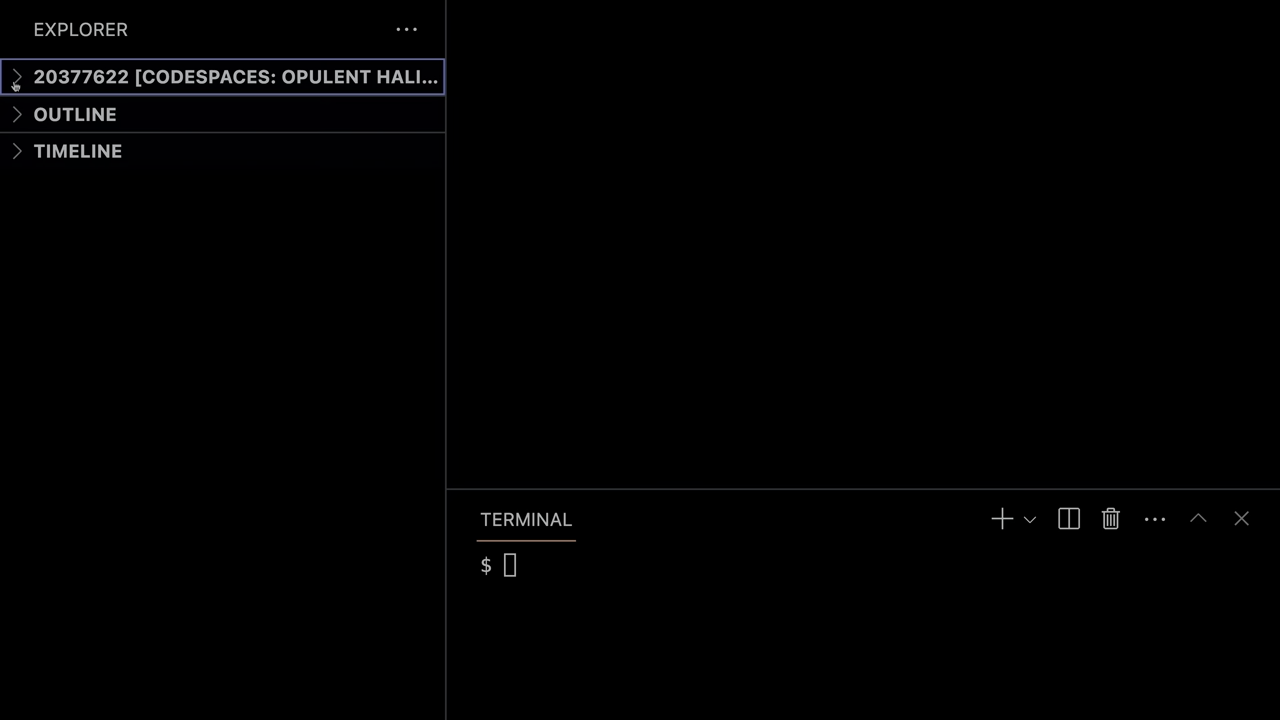 EXPLORER
20377622 [CODESPACES: OPULENT HALI...
OUTLINE
TIMELINE
TERMINAL
$